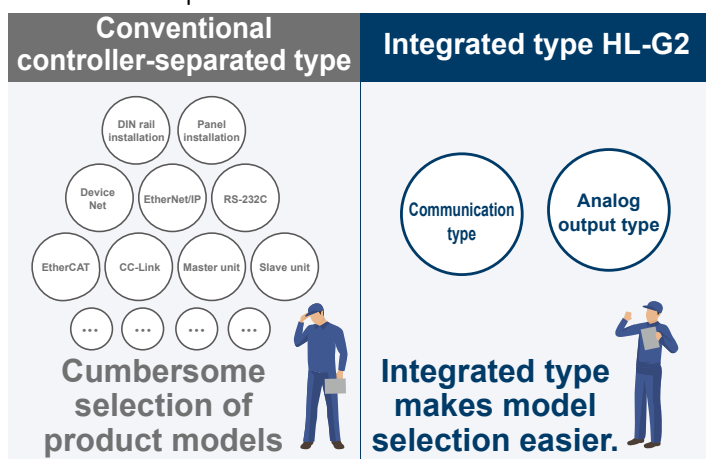 Conventional
controller-separated type
Integrated type HL-G2
DIN rail
installation
Panel
installation
Device
Net
EtherNet/IP
RS-232C
EtherCAT
CC-Link
Master unit
Slave unit
...
...
...
...
Cumbersome
selection of
product models
Communication
type
Analog
output type
Integrated type
makes model
selection easier.